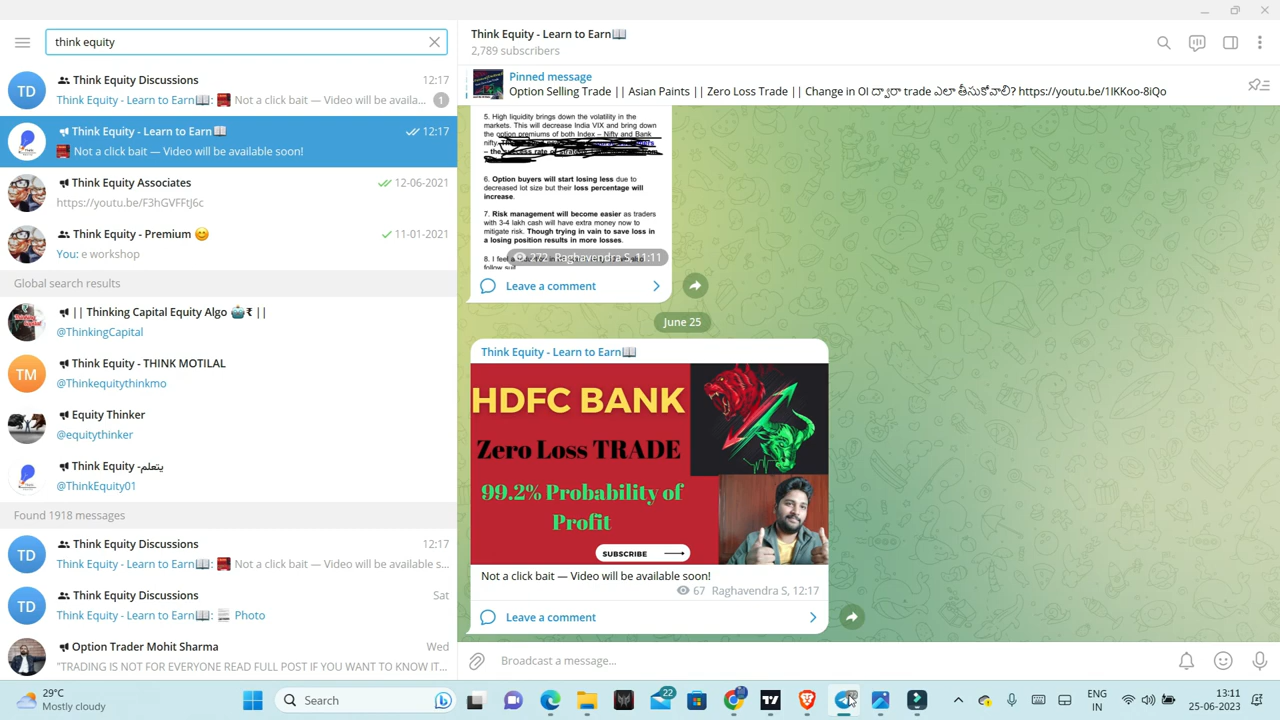 think equity
Think Equity Discussions 12:17
Think Equity - Learn to Earn📖: Not a click bait — Video will be availa... 1
Think Equity - Learn to Earn📖 12:17
Not a click bait — Video will be available soon!
Think Equity Associates 12-06-2021
https://youtu.be/F3hGVFFtJ6c
Think Equity - Premium 😊 11-01-2021
You: e workshop
Global search results
|| Thinking Capital Equity Algo 🤖₹ ||
@ThinkingCapital
TM
Think Equity - THINK MOTILAL
@Thinkequitythinkmo
Equity Thinker
@equitythinker
Think Equity -يتعلم
@ThinkEquity01
Found 1918 messages
TD
Think Equity Discussions 12:17
Think Equity - Learn to Earn📖: Not a click bait — Video will be available s...
TD
Think Equity Discussions Sat
Think Equity - Learn to Earn📖: Photo
Option Trader Mohit Sharma Wed
"TRADING IS NOT FOR EVERYONE READ FULL POST IF YOU WANT TO KNOW IT...
Think Equity - Learn to Earn📖
2,789 subscribers
Pinned message
Option Selling Trade || Asian Paints || Zero Loss Trade || Change in OI ద్వారా trade ఎలా తీసుకోవాలి? https://youtu.be/1IKKoo-8iQc
5. High liquidity brings down the volatility in the
markets. This will decrease India VIX and bring down
the option premiums of both Index – Nifty and Bank
nifty.
6. Option buyers will start losing less due to
decreased lot size but their loss percentage will
increase.
7. Risk management will become easier as traders
with 3-4 lakh cash will have extra money now to
mitigate risk. Though trying in vain to save loss in
a losing position results in more losses.
8. I feel
272 Raghavendra S, 11:11
follow suit
Leave a comment
June 25
Think Equity - Learn to Earn📖
HDFC BANK
Zero Loss TRADE
99.2% Probability of
Profit
SUBSCRIBE
Not a click bait — Video will be available soon!
67 Raghavendra S, 12:17
Leave a comment
Broadcast a message...
29°C
Mostly cloudy
Search
22
ENG
IN
13:11
25-06-2023